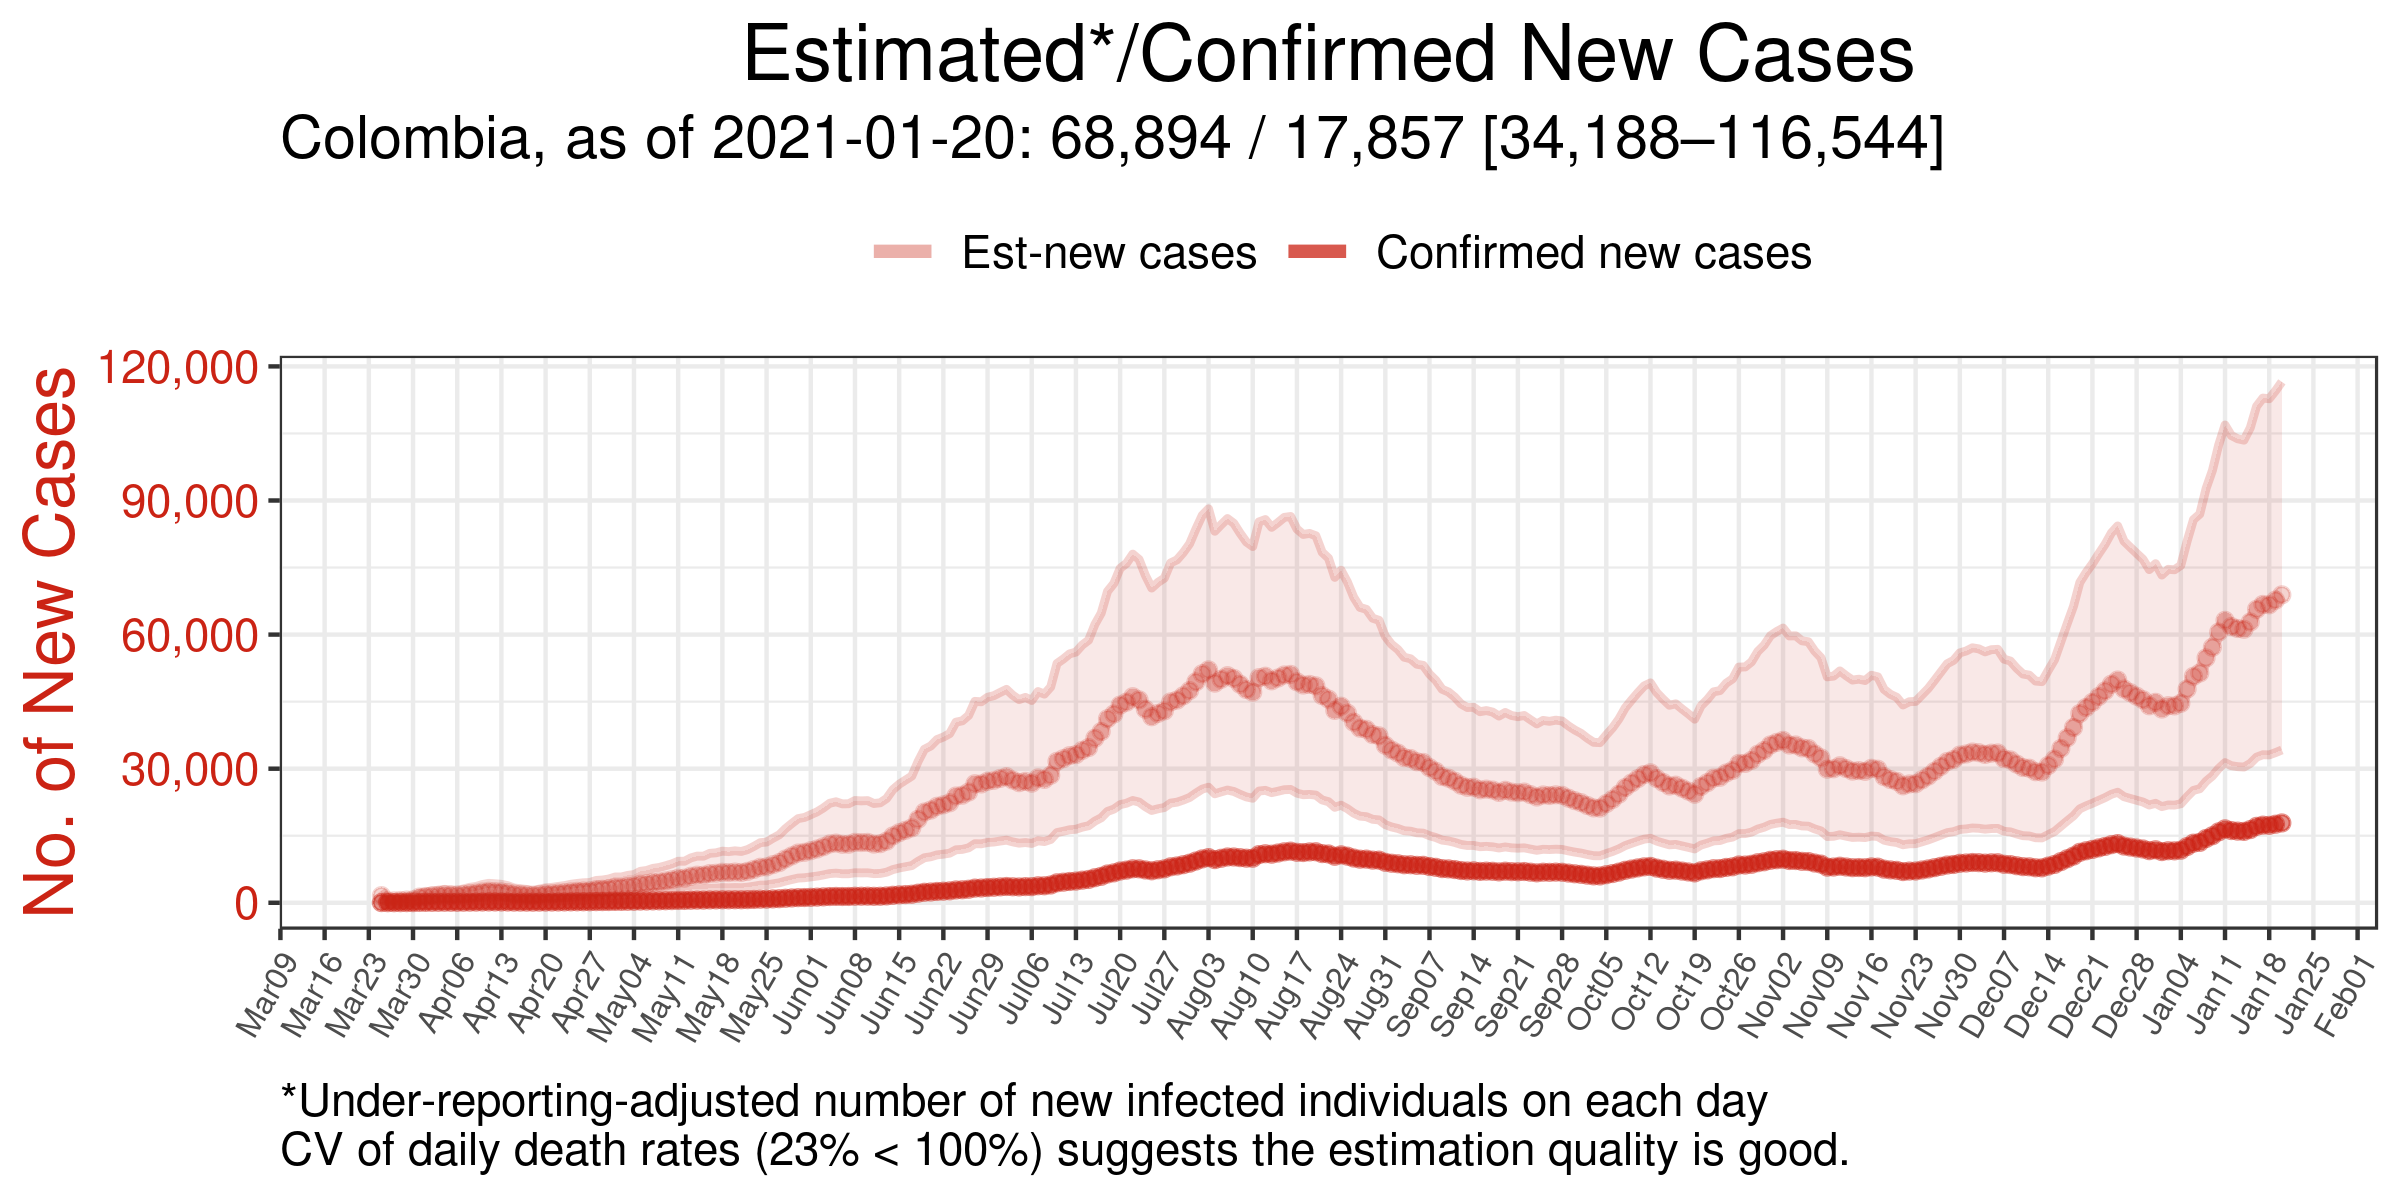 Estimated*/Confirmed New Cases
Colombia, as of 2021-01-20: 68,894 / 17,857 [34,188–116,544]
Est-new cases Confirmed new cases
No. of New Cases
120,000
90,000
60,000
30,000
0
Mar09 Mar16 Mar23 Mar30 Apr06 Apr13 Apr20 Apr27 May04 May11 May18 May25 Jun01 Jun08 Jun15 Jun22 Jun29 Jul06 Jul13 Jul20 Jul27 Aug03 Aug10 Aug17 Aug24 Aug31 Sep07 Sep14 Sep21 Sep28 Oct05 Oct12 Oct19 Oct26 Nov02 Nov09 Nov16 Nov23 Nov30 Dec07 Dec14 Dec21 Dec28 Jan04 Jan11 Jan18 Jan25 Feb01
*Under-reporting-adjusted number of new infected individuals on each day
CV of daily death rates (23% < 100%) suggests the estimation quality is good.